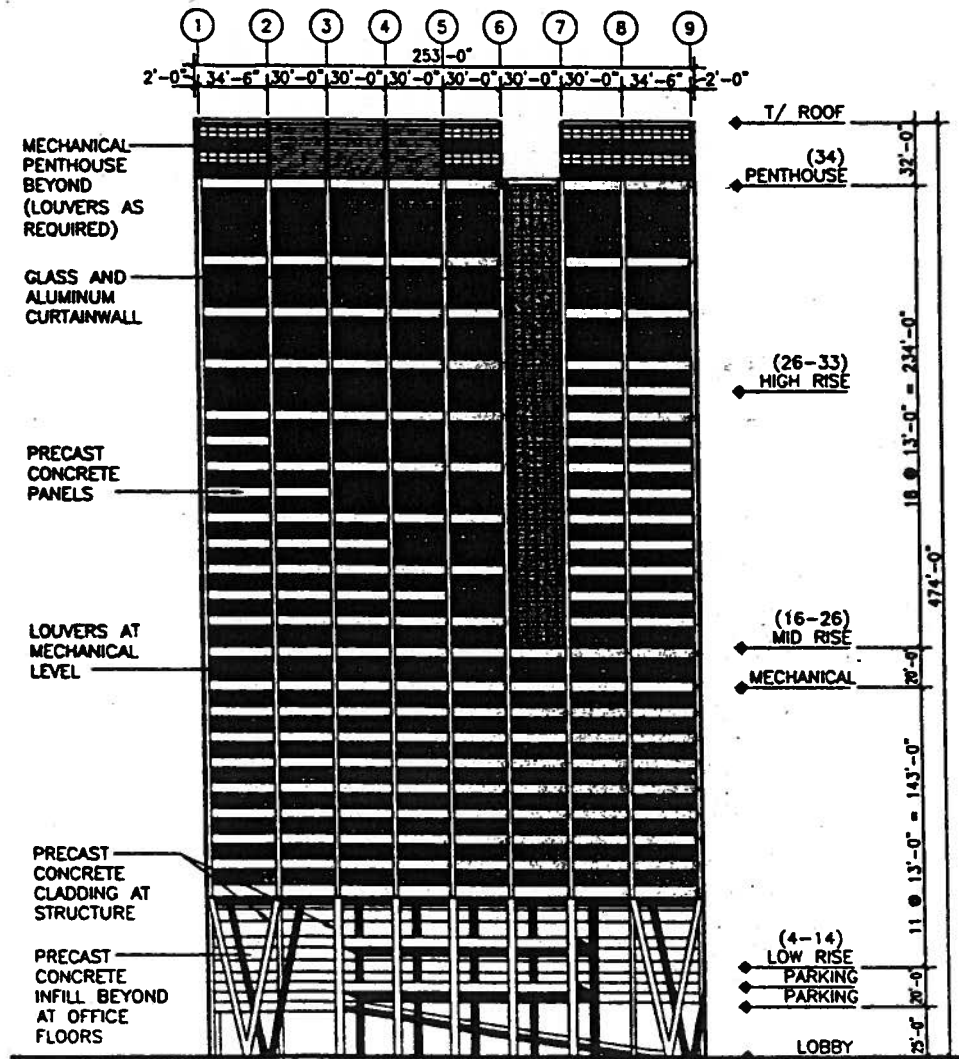 1 2 3 4 5 6 7 8 9
253'-0"
2'-0" 34'-6" 30'-0" 30'-0" 30'-0" 30'-0" 30'-0" 30'-0" 34'-6" 2'-0"
MECHANICAL
PENTHOUSE
BEYOND
(LOUVERS AS
REQUIRED)
GLASS AND
ALUMINUM
CURTAINWALL
PRECAST
CONCRETE
PANELS
LOUVERS AT
MECHANICAL
LEVEL
PRECAST
CONCRETE
CLADDING AT
STRUCTURE
PRECAST
CONCRETE
INFILL BEYOND
AT OFFICE
FLOORS
T/ ROOF
(34)
PENTHOUSE
(26-33)
HIGH RISE
(16-26)
MID RISE
MECHANICAL
(4-14)
LOW RISE
PARKING
PARKING
LOBBY
32'-0"
18 @ 13'-0" = 234'-0"
20'-0
11 @ 13'-0" = 143'-0"
20'-0"
25'-0"
474'-0"